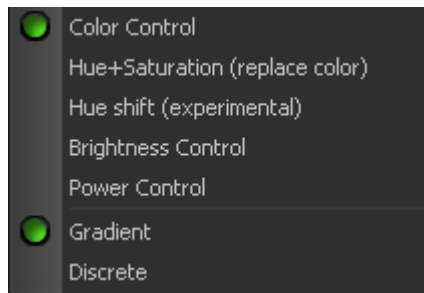 Color Control
Hue+Saturation (replace color)
Hue shift (experimental)
Brightness Control
Power Control
Gradient
Discrete